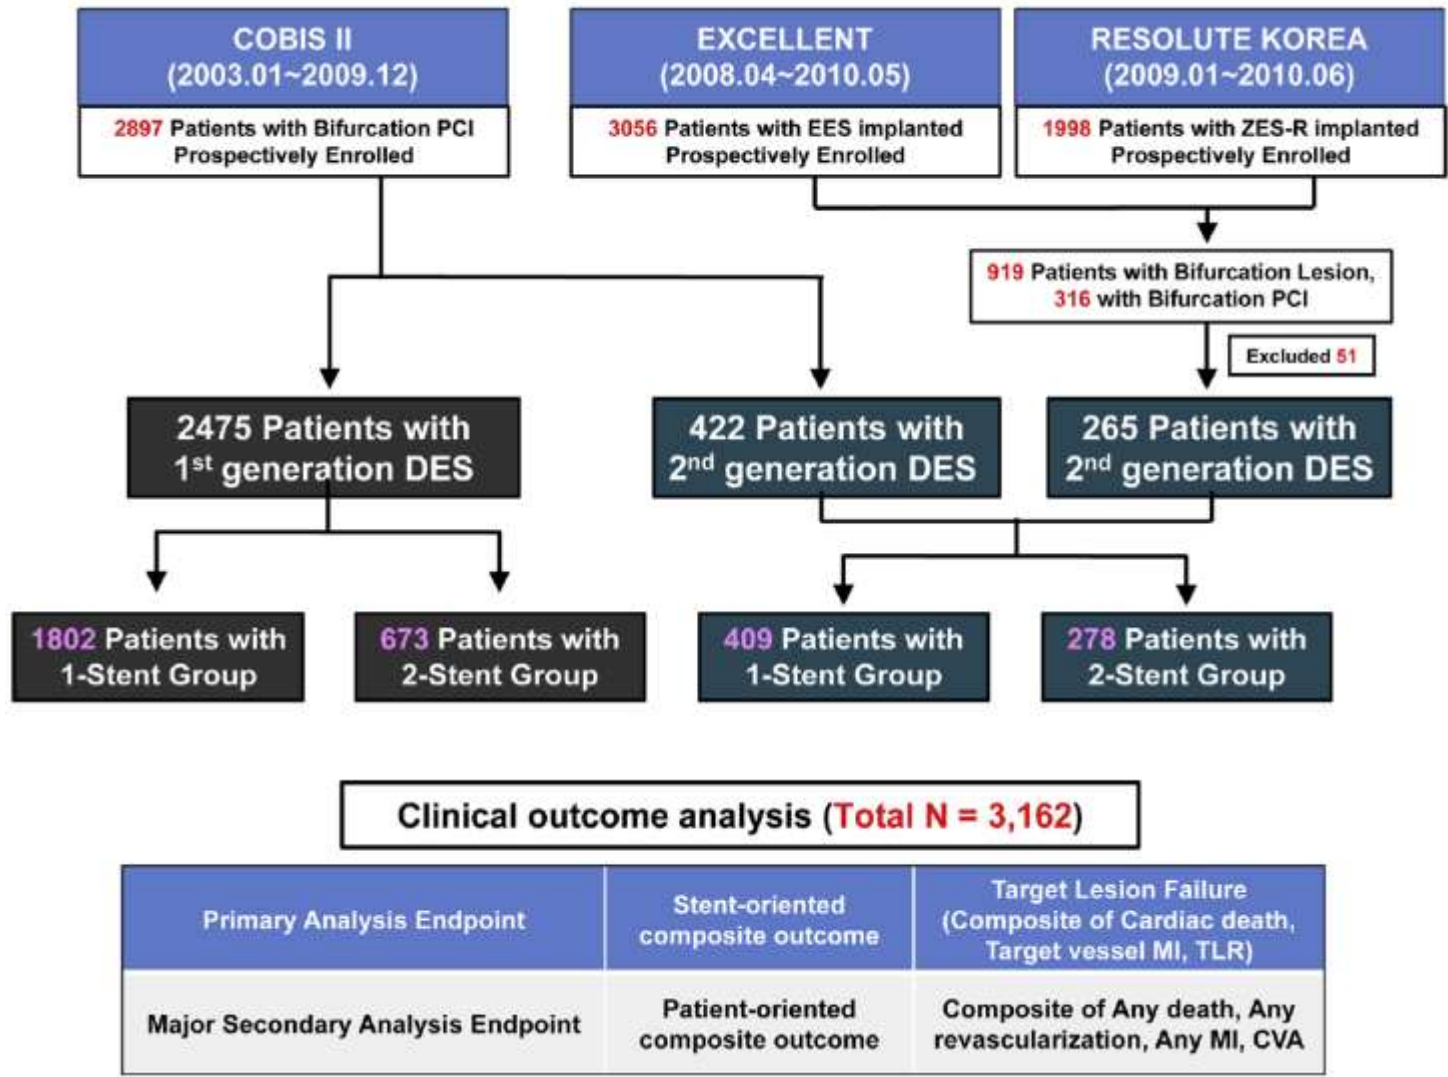 COBIS II
(2003.01~2009.12)
2897 Patients with Bifurcation PCI
Prospectively Enrolled
EXCELLENT
(2008.04~2010.05)
3056 Patients with EES implanted
Prospectively Enrolled
RESOLUTE KOREA
(2009.01~2010.06)
1998 Patients with ZES-R implanted
Prospectively Enrolled
919 Patients with Bifurcation Lesion,
316 with Bifurcation PCI
Excluded 51
2475 Patients with
1st generation DES
422 Patients with
2nd generation DES
265 Patients with
2nd generation DES
1802 Patients with
1-Stent Group
673 Patients with
2-Stent Group
409 Patients with
1-Stent Group
278 Patients with
2-Stent Group
Clinical outcome analysis (Total N = 3,162)
Primary Analysis Endpoint
Stent-oriented
composite outcome
Target Lesion Failure
(Composite of Cardiac death,
Target vessel MI, TLR)
Major Secondary Analysis Endpoint
Patient-oriented
composite outcome
Composite of Any death, Any
revascularization, Any MI, CVA